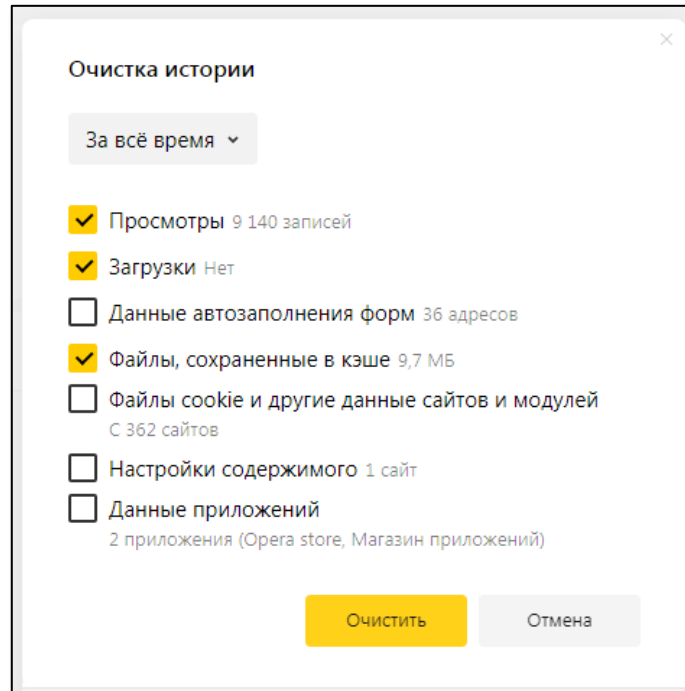 Очистка истории
За всё время
Просмотры 9 140 записей
Загрузки Нет
Данные автозаполнения форм 36 адресов
Файлы, сохраненные в кэше 9,7 МБ
Файлы cookie и другие данные сайтов и модулей
С 362 сайтов
Настройки содержимого 1 сайт
Данные приложений
2 приложения (Opera store, Магазин приложений)
Очистить Отмена